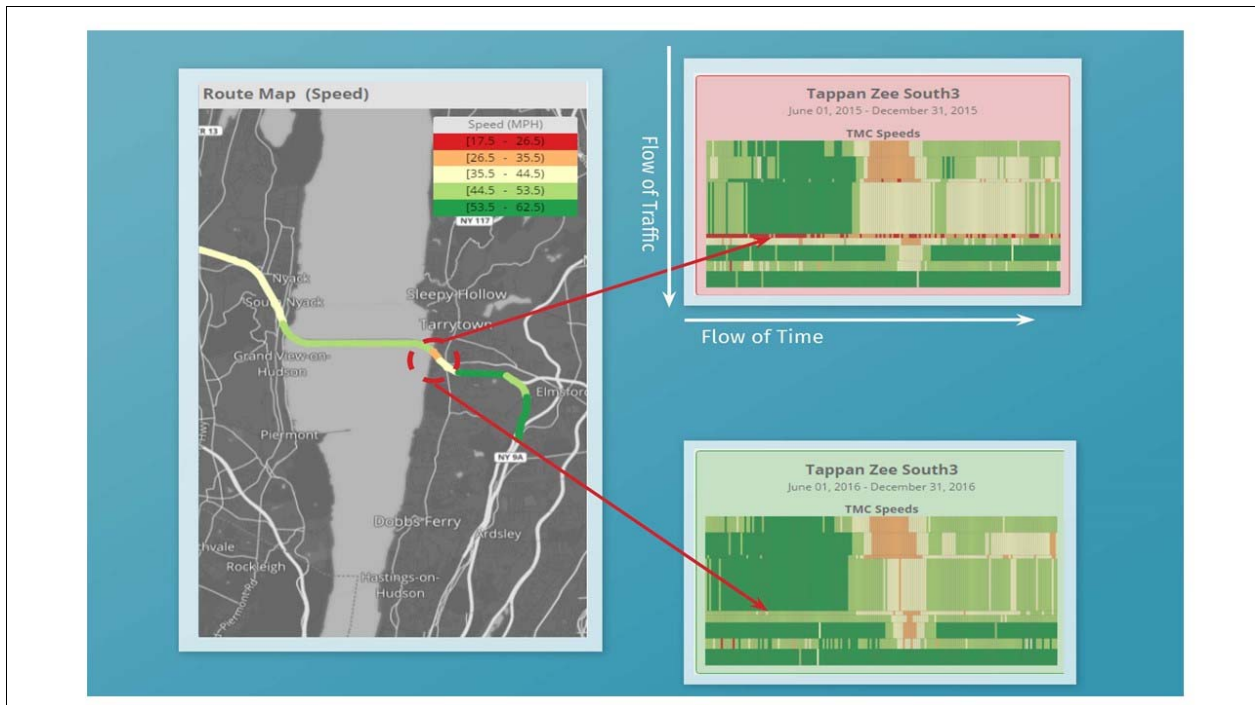 Route Map (Speed)
Speed (MPH)
[17.5 - 26.5)
[26.5 - 35.5)
[35.5 - 44.5)
[44.5 - 53.5)
[53.5 - 62.5)
NY 117
Nyack
South Nyack
Sleepy Hollow
Tarrytown
Grand View-on-
Hudson
Elmsford
Piermont
NY 9A
Dobbs Ferry
Ardsley
Rockleigh
Hastings-on-
Hudson
Piermont Rd
Hwy
Flow of Traffic
Tappan Zee South3
June 01, 2015 - December 31, 2015
TMC Speeds
Flow of Time
Tappan Zee South3
June 01, 2016 - December 31, 2016
TMC Speeds